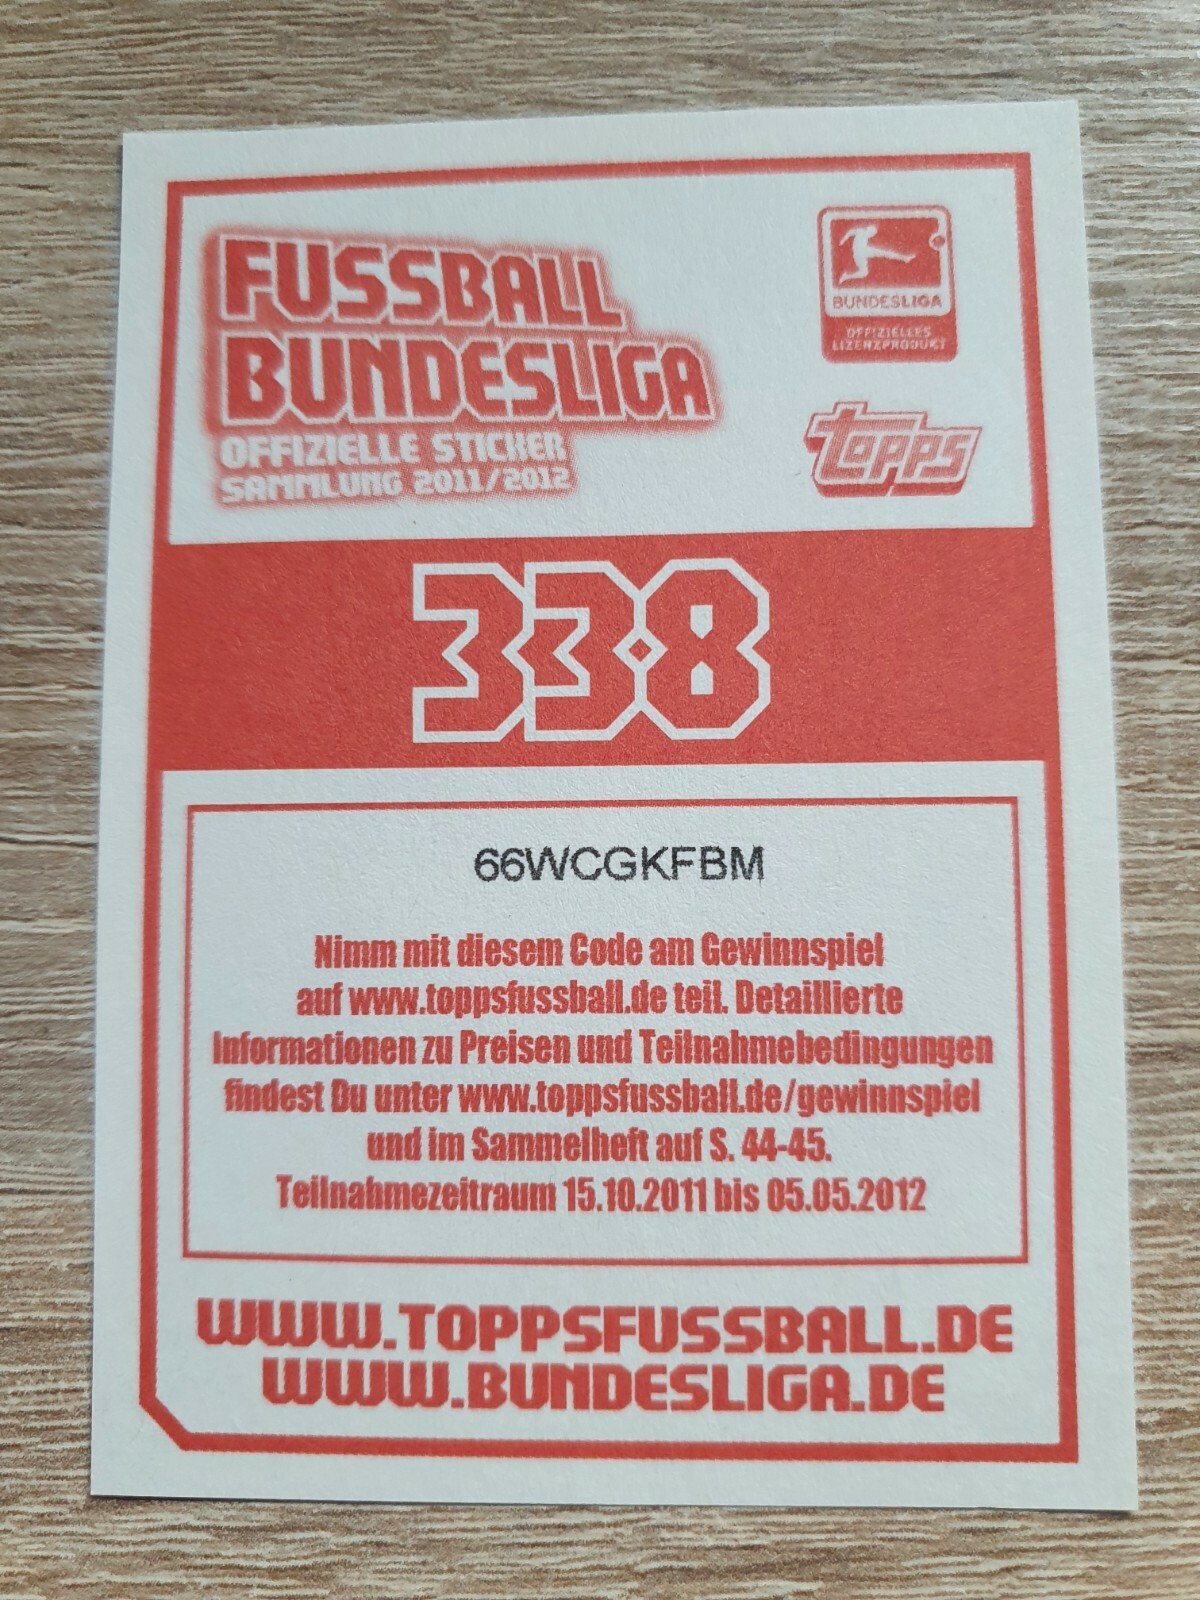 FUSSBALL
BUNDESLIGA
OFFIZIELLE STICKER
SAMMLUNG 2011/2012
BUNDESLIGA
OFFIZIELLES
LIZENZPRODUKT
topps
338
66WCGKFBM
Nimm mit diesem Code am Gewinnspiel
auf www.toppsfussball.de teil. Detaillierte
Informationen zu Preisen und Teilnahmebedingungen
findest Du unter www.toppsfussball.de/gewinnspiel
und im Sammelheft auf S. 44-45.
Teilnahmezeitraum 15.10.2011 bis 05.05.2012
WWW.TOPPSFUSSBALL.DE
WWW.BUNDESLIGA.DE